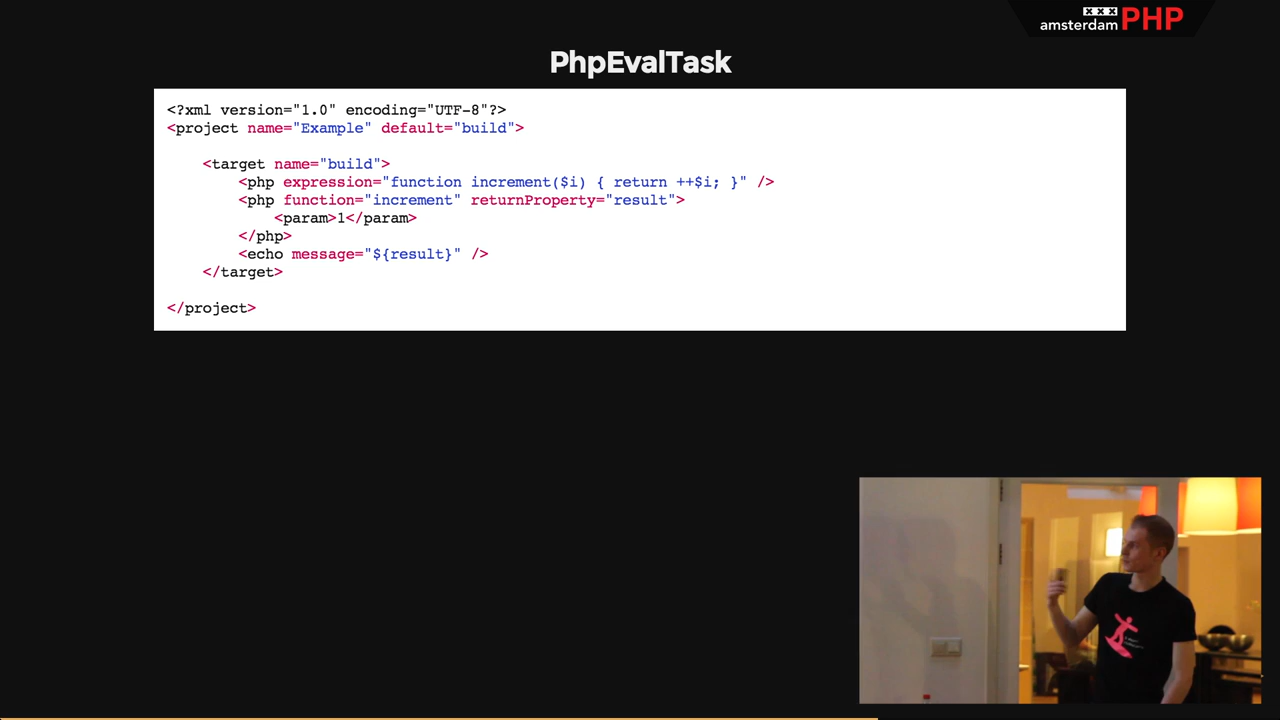 amsterdam PHP
PhpEvalTask
<?xml version="1.0" encoding="UTF-8"?>
<project name="Example" default="build">
<target name="build">
<php expression="function increment($i) { return ++$i; }" />
<php function="increment" returnProperty="result">
<param>1</param>
</php>
<echo message="${result}" />
</target>
</project>